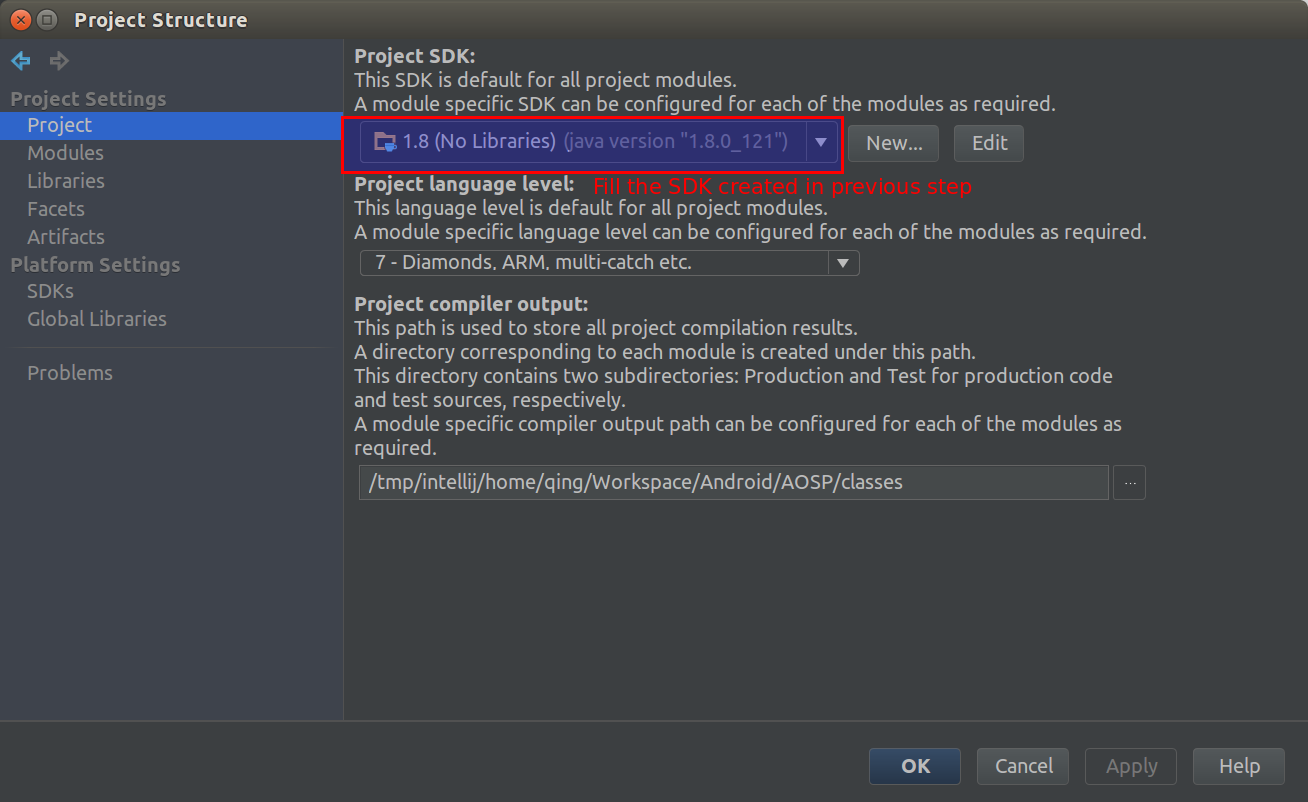 Project Structure
Project Settings
Project
Modules
Libraries
Facets
Artifacts
Platform Settings
SDKs
Global Libraries
Problems
Project SDK:
This SDK is default for all project modules.
A module specific SDK can be configured for each of the modules as required.
1.8 (No Libraries) (java version "1.8.0_121")
New...
Edit
Project language level:
Fill the SDK created in previous step
This language level is default for all project modules.
A module specific language level can be configured for each of the modules as required.
7 - Diamonds, ARM, multi-catch etc.
Project compiler output:
This path is used to store all project compilation results.
A directory corresponding to each module is created under this path.
This directory contains two subdirectories: Production and Test for production code
and test sources, respectively.
A module specific compiler output path can be configured for each of the modules as
required.
/tmp/intellij/home/qing/Workspace/Android/AOSP/classes
...
OK
Cancel
Apply
Help